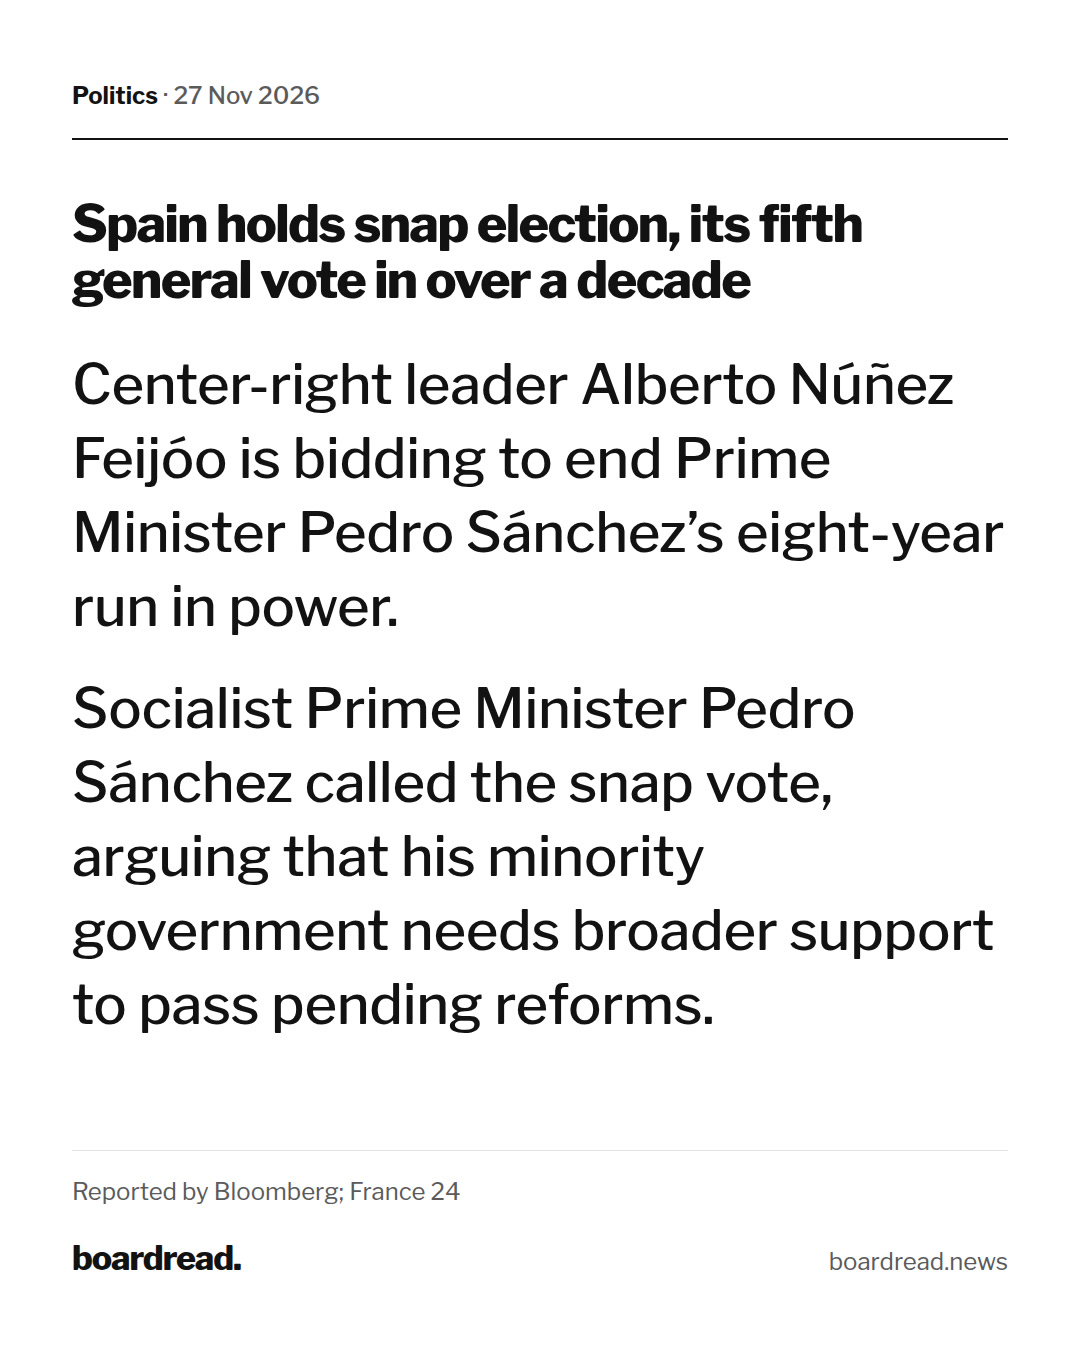 Politics · 27 Nov 2026
Spain holds snap election, its fifth
general vote in over a decade
Center-right leader Alberto Núñez
Feijóo is bidding to end Prime
Minister Pedro Sánchez’s eight-year
run in power.
Socialist Prime Minister Pedro
Sánchez called the snap vote,
arguing that his minority
government needs broader support
to pass pending reforms.
Reported by Bloomberg; France 24
boardread.
boardread.news